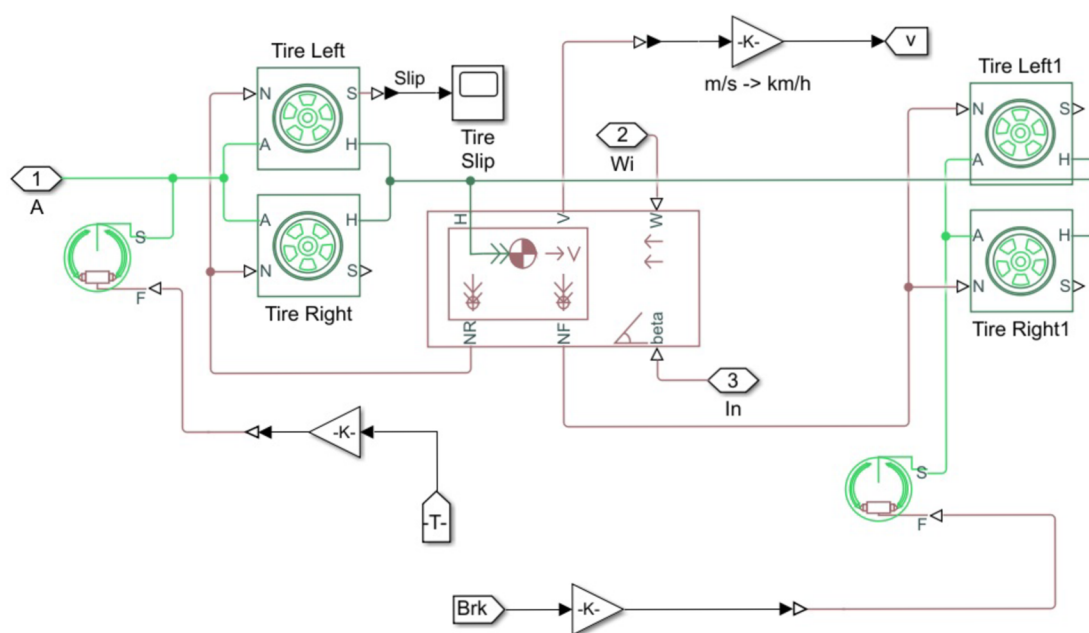 Tire Left
N
S
Slip
A
H
Tire
Slip
-K-
m/s -> km/h
v
Tire Left1
N
S
A
H
2
Wi
1
A
A
H
N
S
Tire Right
S
F
H
V
W
V
NR
NF
beta
A
H
N
S
Tire Right1
3
In
-K-
-T-
S
F
Brk
-K-